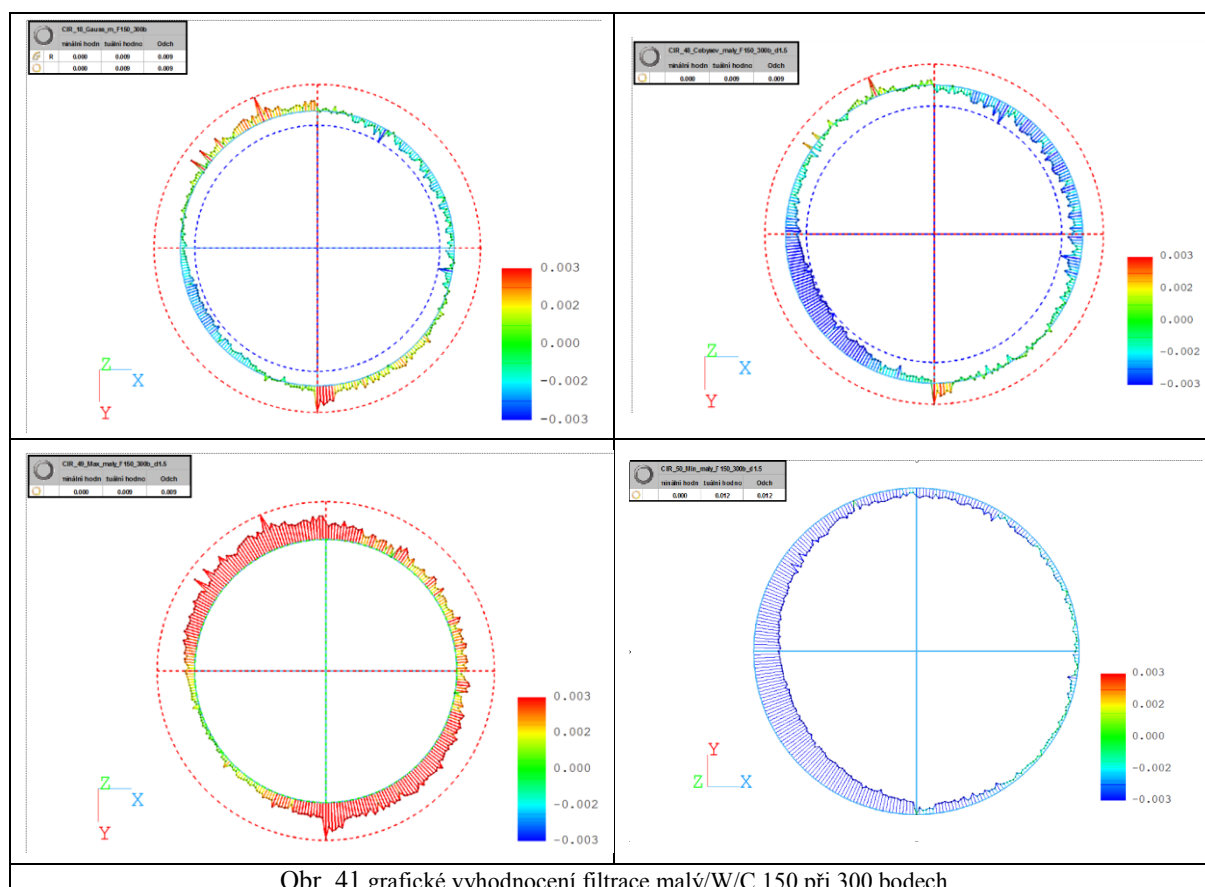 CIR_18_Gauss_m_F150_300b
ninální hodn tuální hodno Odch
R 0.000 0.009 0.009
0.000 0.009 0.009
0.003
0.002
0.000
-0.002
-0.003
Z X
Y
CIR_48_Cebysev_maly_F150_300b_d1.5
ninální hodn tuální hodno Odch
0.000 0.009 0.009
0.003
0.002
0.000
-0.002
-0.003
Z X
Y
CIR_49_Max_maly_F150_300b_d1.5
ninální hodn tuální hodno Odch
0.000 0.009 0.009
0.003
0.002
0.000
-0.002
-0.003
Z X
Y
CIR_50_Min_maly_F150_300b_d1.5
ninální hodn tuální hodno Odch
0.000 0.012 0.012
0.003
0.002
0.000
-0.002
-0.003
Y
Z X
Obr. 41 grafické vyhodnocení filtrace malý/W/C 150 při 300 bodech